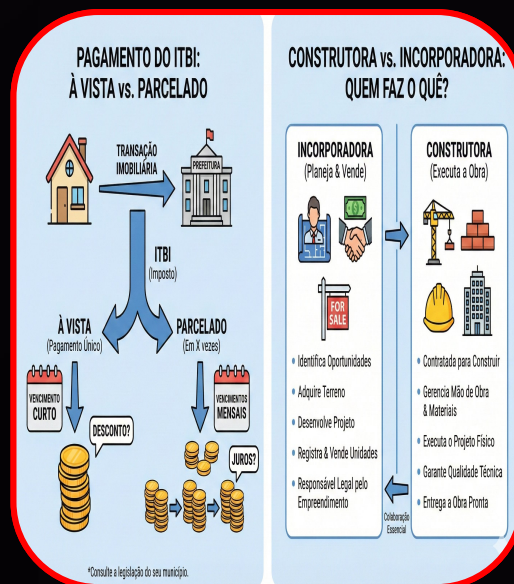 PAGAMENTO DO ITBI:
À VISTA vs. PARCELADO
TRANSAÇÃO
IMOBILIÁRIA
PREFEITURA
ITBI
(Imposto)
À VISTA
(Pagamento Único)
PARCELADO
(Em X vezes)
VENCIMENTO
CURTO
VENCIMENTOS
MENSAIS
DESCONTO?
JUROS?
*Consulte a legislação do seu município.
CONSTRUTORA vs. INCORPORADORA:
QUEM FAZ O QUÊ?
INCORPORADORA
(Planeja & Vende)
FOR
SALE
• Identifica Oportunidades
• Adquire Terreno
• Desenvolve Projeto
• Registra & Vende Unidades
• Responsável Legal pelo
Empreendimento
CONSTRUTORA
(Executa a Obra)
• Contratada para Construir
• Gerencia Mão de Obra
& Materiais
• Executa o Projeto Físico
• Garante Qualidade Técnica
• Entrega a Obra Pronta
Colaboração
Essencial